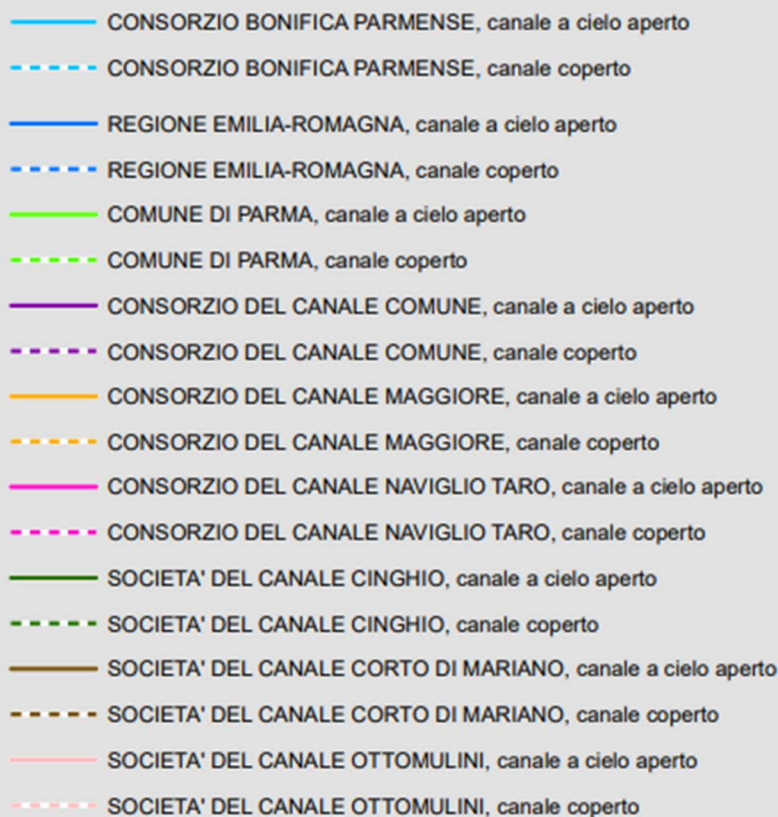 CONSORZIO BONIFICA PARMENSE, canale a cielo aperto
CONSORZIO BONIFICA PARMENSE, canale coperto
REGIONE EMILIA-ROMAGNA, canale a cielo aperto
REGIONE EMILIA-ROMAGNA, canale coperto
COMUNE DI PARMA, canale a cielo aperto
COMUNE DI PARMA, canale coperto
CONSORZIO DEL CANALE COMUNE, canale a cielo aperto
CONSORZIO DEL CANALE COMUNE, canale coperto
CONSORZIO DEL CANALE MAGGIORE, canale a cielo aperto
CONSORZIO DEL CANALE MAGGIORE, canale coperto
CONSORZIO DEL CANALE NAVIGLIO TARO, canale a cielo aperto
CONSORZIO DEL CANALE NAVIGLIO TARO, canale coperto
SOCIETA' DEL CANALE CINGHIO, canale a cielo aperto
SOCIETA' DEL CANALE CINGHIO, canale coperto
SOCIETA' DEL CANALE CORTO DI MARIANO, canale a cielo aperto
SOCIETA' DEL CANALE CORTO DI MARIANO, canale coperto
SOCIETA' DEL CANALE OTTOMULINI, canale a cielo aperto
SOCIETA' DEL CANALE OTTOMULINI, canale coperto